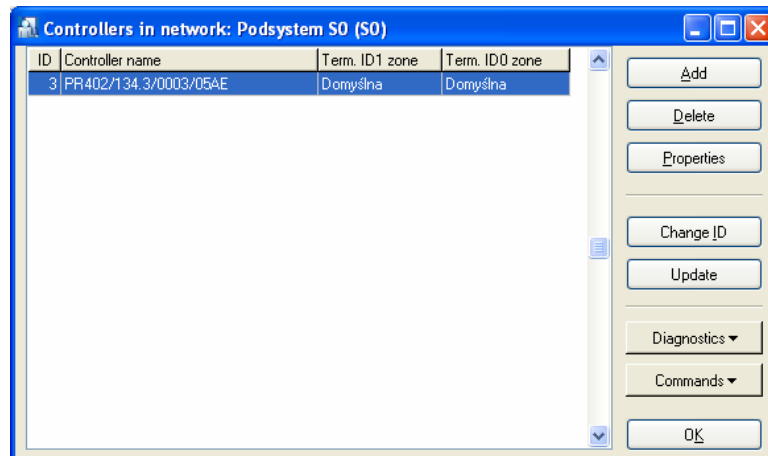 Controllers in network: Podsystem S0 (S0)
ID Controller name Term. ID1 zone Term. ID0 zone
3 PR402/134.3/0003/05AE Domyślna Domyślna
Add
Delete
Properties
Change ID
Update
Diagnostics
Commands
OK